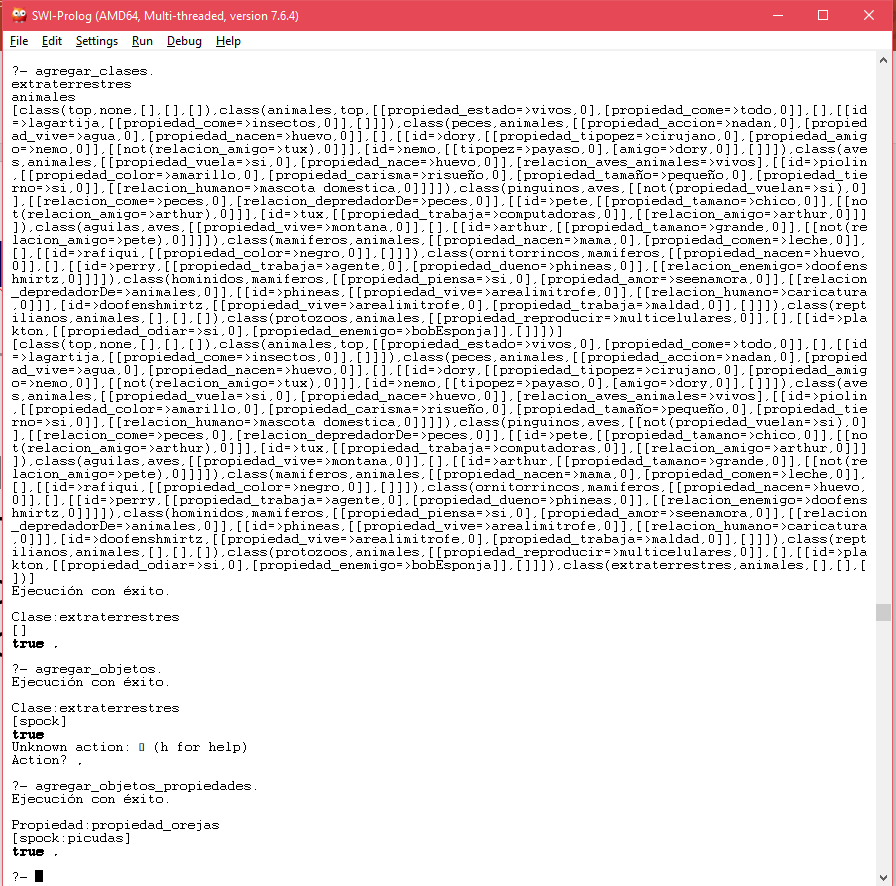 SWI-Prolog (AMD64, Multi-threaded, version 7.6.4)
File Edit Settings Run Debug Help
?- agregar_clases.
extraterrestres
animales
[class(top,none,[],[],[]),class(animales,top,[[propiedad_estado=>vivos,0],[propiedad_come=>todo,0]],[],[[id
=>lagartija,[[propiedad_come=>insectos,0]],[]]]),class(peces,animales,[[propiedad_accion=>nadan,0],[propied
ad_vive=>agua,0],[propiedad_nacen=>huevo,0]],[],[[id=>dory,[[propiedad_tipopez=>cirujano,0],[propiedad_amig
o=>nemo,0]],[[not(relacion_amigo=>tux),0]]],[id=>nemo,[[tipopez=>payaso,0],[amigo=>dory,0]],[]]]),class(av
es,animales,[[propiedad_vuela=>si,0],[propiedad_nace=>huevo,0]],[relacion_aves_animales=>vivos],[[id=>piolin
,[[propiedad_color=>amarillo,0],[propiedad_carisma=>risueño,0],[propiedad_tamaño=>pequeño,0],[propiedad_tie
rno=>si,0]],[[relacion_humano=>mascota domestica,0]]]]),class(pinguinos,aves,[[not(propiedad_vuelan=>si),0]
],[[relacion_come=>peces,0],[relacion_depredadorDe=>peces,0]],[[id=>pete,[[propiedad_tamano=>chico,0]],[[no
t(relacion_amigo=>arthur),0]]],[id=>tux,[[propiedad_trabaja=>computadoras,0]],[[relacion_amigo=>arthur,0]]]
]),class(aguilas,aves,[[propiedad_vive=>montana,0]],[],[[id=>arthur,[[propiedad_tamano=>grande,0]],[[not(re
lacion_amigo=>pete),0]]]]),class(mamiferos,animales,[[propiedad_nacen=>mama,0],[propiedad_comen=>leche,0]],
[],[[id=>rafiqui,[[propiedad_color=>negro,0]],[]]]),class(ornitorrincos,mamiferos,[[propiedad_nacen=>huevo
,0]],[],[[id=>perry,[[propiedad_trabaja=>agente,0],[propiedad_dueno=>phineas,0]],[[relacion_enemigo=>doofen
shmirtz,0]]]]),class(hominidos,mamiferos,[[propiedad_piensa=>si,0],[propiedad_amor=>seenamora,0]],[[relacion
_depredadorDe=>animales,0]],[[id=>phineas,[[propiedad_vive=>arealimitrofe,0]],[[relacion_humano=>caricatura
,0]]],[id=>doofenshmirtz,[[propiedad_vive=>arealimitrofe,0],[propiedad_trabaja=>maldad,0]],[]]]),class(rept
ilianos,animales,[],[],[]),class(protozoos,animales,[[propiedad_reproducir=>multicelulares,0]],[],[[id=>pla
kton,[[propiedad_odiar=>si,0],[propiedad_enemigo=>bobEsponja]],[]]])]
[class(top,none,[],[],[]),class(animales,top,[[propiedad_estado=>vivos,0],[propiedad_come=>todo,0]],[],[[id
=>lagartija,[[propiedad_come=>insectos,0]],[]]]),class(peces,animales,[[propiedad_accion=>nadan,0],[propied
ad_vive=>agua,0],[propiedad_nacen=>huevo,0]],[],[[id=>dory,[[propiedad_tipopez=>cirujano,0],[propiedad_amig
o=>nemo,0]],[[not(relacion_amigo=>tux),0]]],[id=>nemo,[[tipopez=>payaso,0],[amigo=>dory,0]],[]]]),class(av
es,animales,[[propiedad_vuela=>si,0],[propiedad_nace=>huevo,0]],[relacion_aves_animales=>vivos],[[id=>piolin
,[[propiedad_color=>amarillo,0],[propiedad_carisma=>risueño,0],[propiedad_tamaño=>pequeño,0],[propiedad_tie
rno=>si,0]],[[relacion_humano=>mascota domestica,0]]]]),class(pinguinos,aves,[[not(propiedad_vuelan=>si),0]
],[[relacion_come=>peces,0],[relacion_depredadorDe=>peces,0]],[[id=>pete,[[propiedad_tamano=>chico,0]],[[no
t(relacion_amigo=>arthur),0]]],[id=>tux,[[propiedad_trabaja=>computadoras,0]],[[relacion_amigo=>arthur,0]]]
]),class(aguilas,aves,[[propiedad_vive=>montana,0]],[],[[id=>arthur,[[propiedad_tamano=>grande,0]],[[not(re
lacion_amigo=>pete),0]]]]),class(mamiferos,animales,[[propiedad_nacen=>mama,0],[propiedad_comen=>leche,0]],
[],[[id=>rafiqui,[[propiedad_color=>negro,0]],[]]]),class(ornitorrincos,mamiferos,[[propiedad_nacen=>huevo,
0]],[],[[id=>perry,[[propiedad_trabaja=>agente,0],[propiedad_dueno=>phineas,0]],[[relacion_enemigo=>doofens
hmirtz,0]]]]),class(hominidos,mamiferos,[[propiedad_piensa=>si,0],[propiedad_amor=>seenamora,0]],[[relacion
_depredadorDe=>animales,0]],[[id=>phineas,[[propiedad_vive=>arealimitrofe,0]],[[relacion_humano=>caricatura
,0]]],[id=>doofenshmirtz,[[propiedad_vive=>arealimitrofe,0],[propiedad_trabaja=>maldad,0]],[]]]),class(rept
ilianos,animales,[],[],[]),class(protozoos,animales,[[propiedad_reproducir=>multicelulares,0]],[],[[id=>pla
kton,[[propiedad_odiar=>si,0],[propiedad_enemigo=>bobEsponja]],[]]]),class(extraterrestres,animales,[],[],[
])]
Ejecución con éxito.
Clase:extraterrestres
[]
true .
?- agregar_objetos.
Ejecución con éxito.
Clase:extraterrestres
[spock]
true
Unknown action: ▯ (h for help)
Action? .
?- agregar_objetos_propiedades.
Ejecución con éxito.
Propiedad:propiedad_orejas
[spock:picudas]
true .
?-